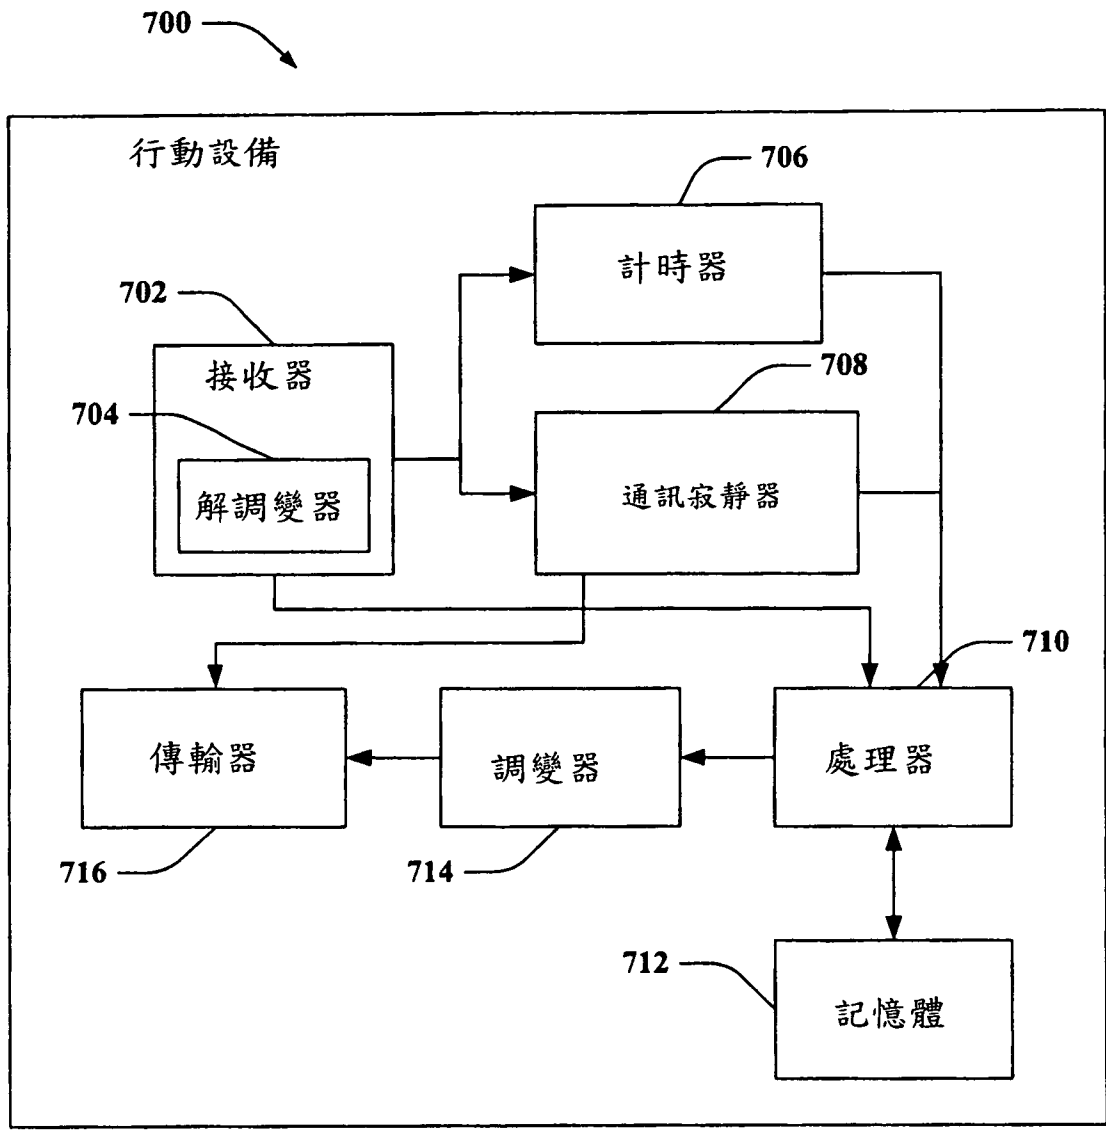 700
行動設備
706
計時器
702
接收器
708
704
解調變器
通訊寂靜器
710
傳輸器
調變器
處理器
716
714
712
記憶體